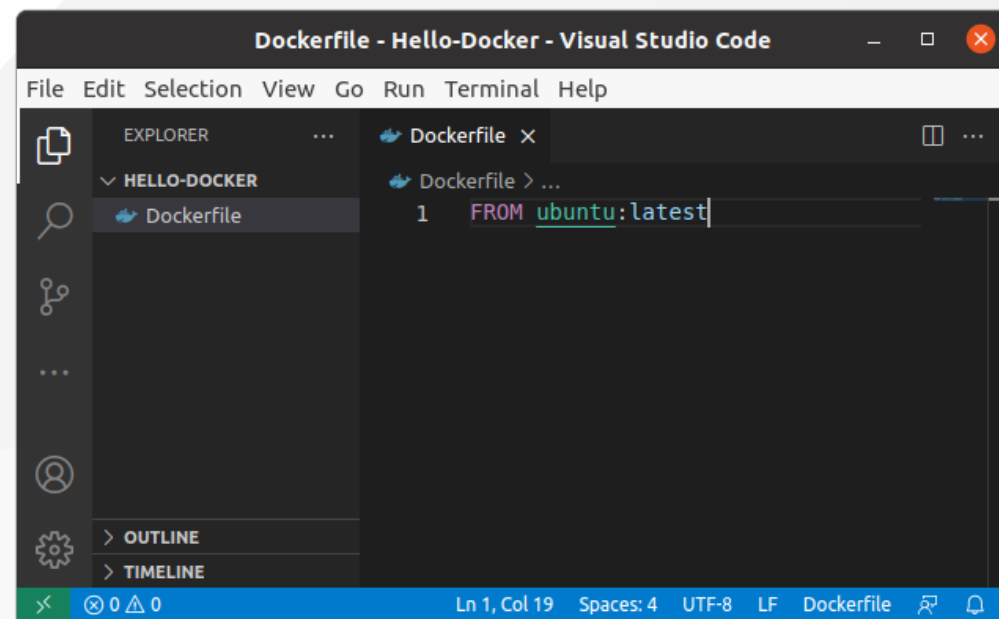 Dockerfile - Hello-Docker - Visual Studio Code
File Edit Selection View Go Run Terminal Help
EXPLORER ...
HELLO-DOCKER
Dockerfile
Dockerfile
Dockerfile > ...
1 FROM ubuntu:latest
OUTLINE
TIMELINE
0 0 Ln 1, Col 19 Spaces: 4 UTF-8 LF Dockerfile